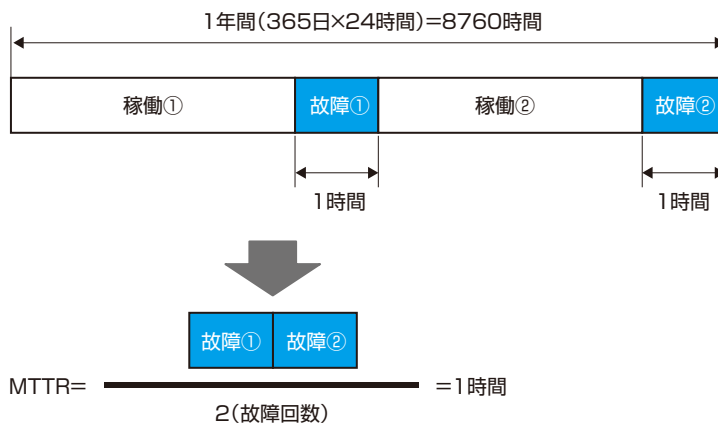 1年間(365日×24時間)=8760時間
稼働① 故障① 稼働② 故障②
1時間 1時間
故障① 故障②
MTTR= =1時間
2(故障回数)